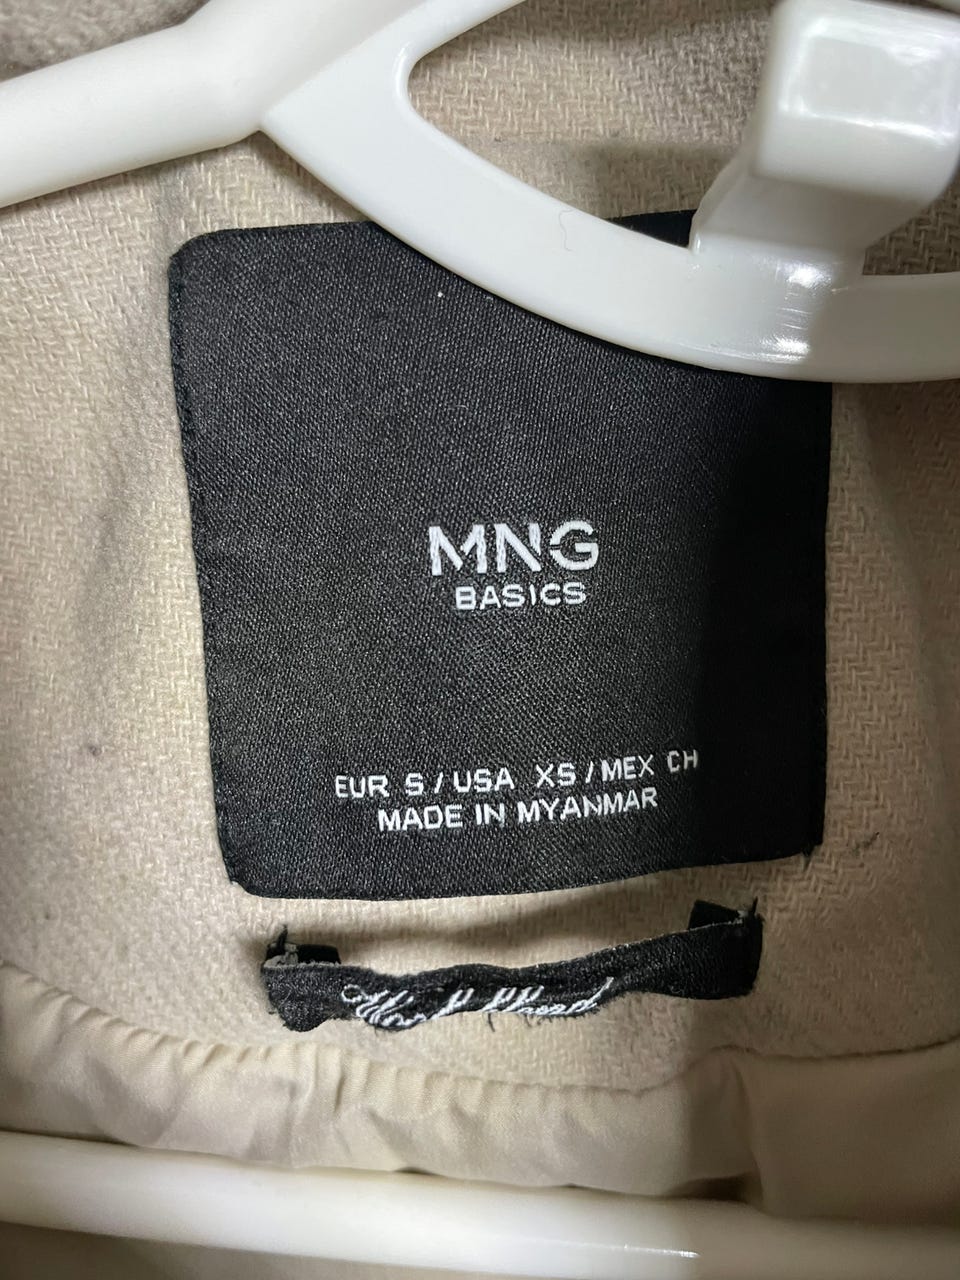 MNG
BASICS
EUR S / USA XS / MEX CH
MADE IN MYANMAR